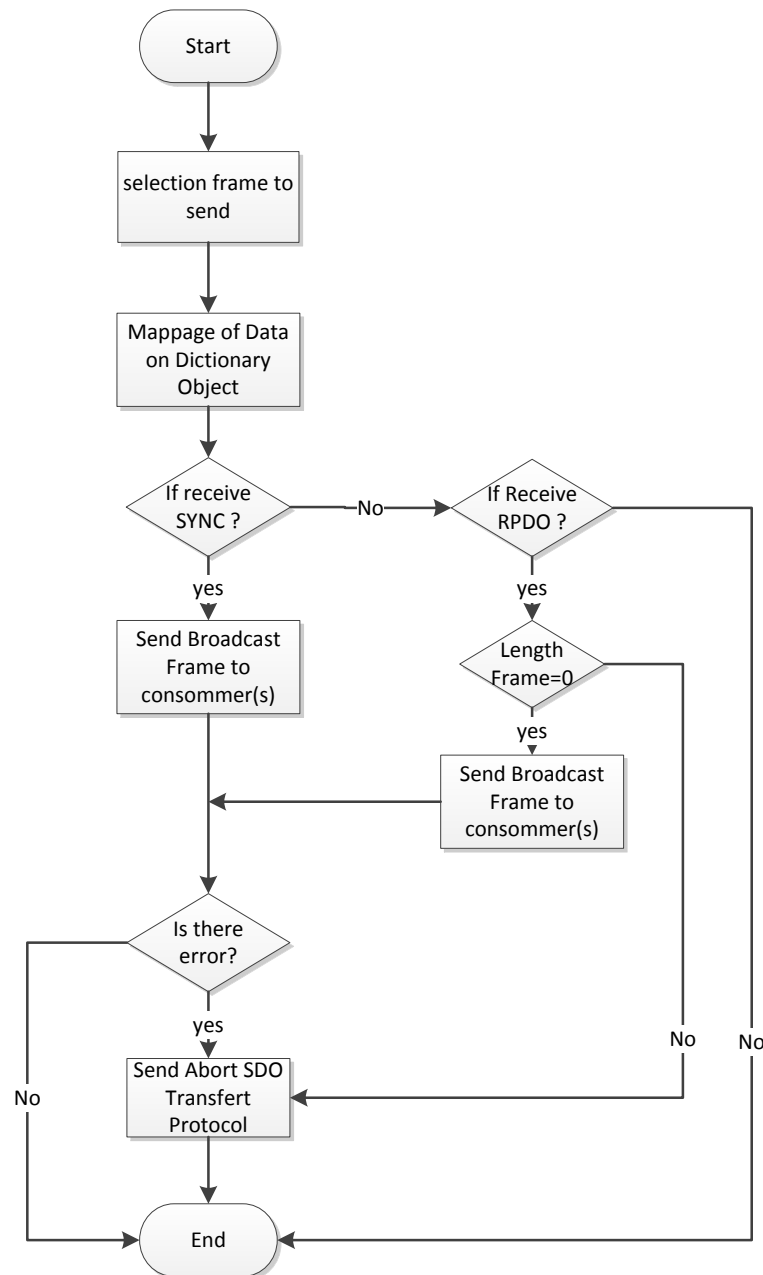 Start
selection frame to
send
Mappage of Data
on Dictionary
Object
If receive
SYNC ?
No
If Receive
RPDO ?
yes
yes
Send Broadcast
Frame to
consommer(s)
Length
Frame=0
yes
Send Broadcast
Frame to
consommer(s)
Is there
error?
yes
No
No
No
Send Abort SDO
Transfert
Protocol
End